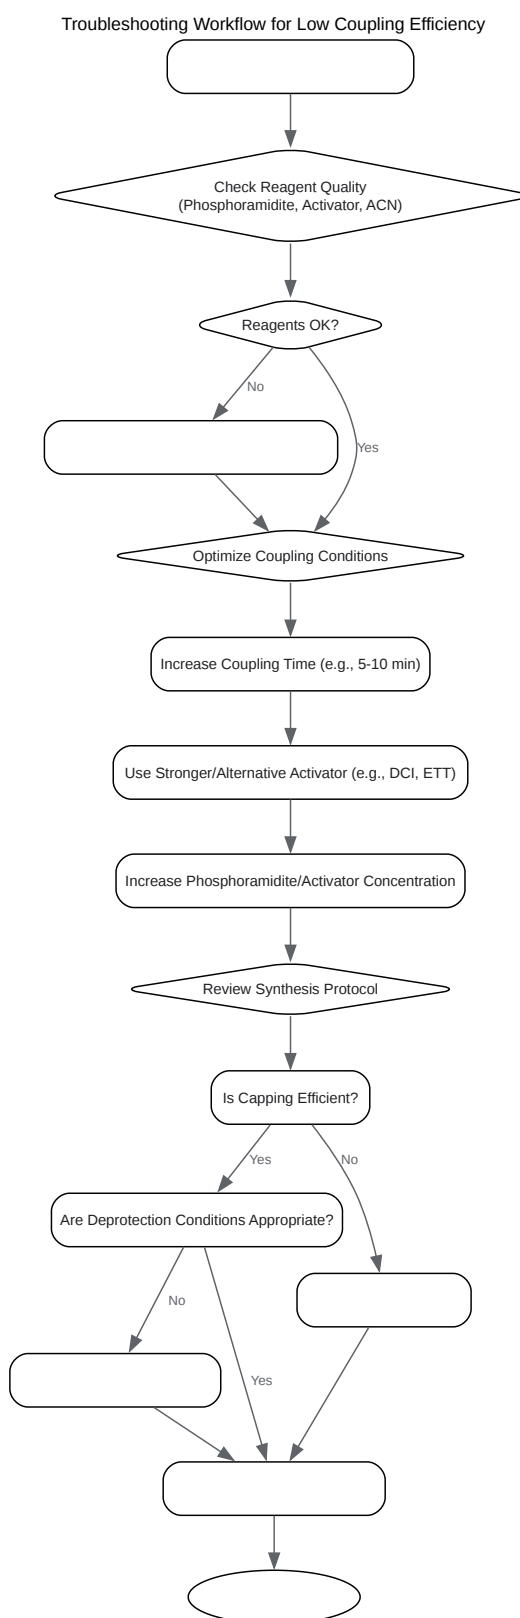 Troubleshooting Workflow for Low Coupling Efficiency
Check Reagent Quality
(Phosphoramidite, Activator, ACN)
Reagents OK?
No
Yes
Optimize Coupling Conditions
Increase Coupling Time (e.g., 5-10 min)
Use Stronger/Alternative Activator (e.g., DCI, ETT)
Increase Phosphoramidite/Activator Concentration
Review Synthesis Protocol
Is Capping Efficient?
Yes
No
Are Deprotection Conditions Appropriate?
No
Yes